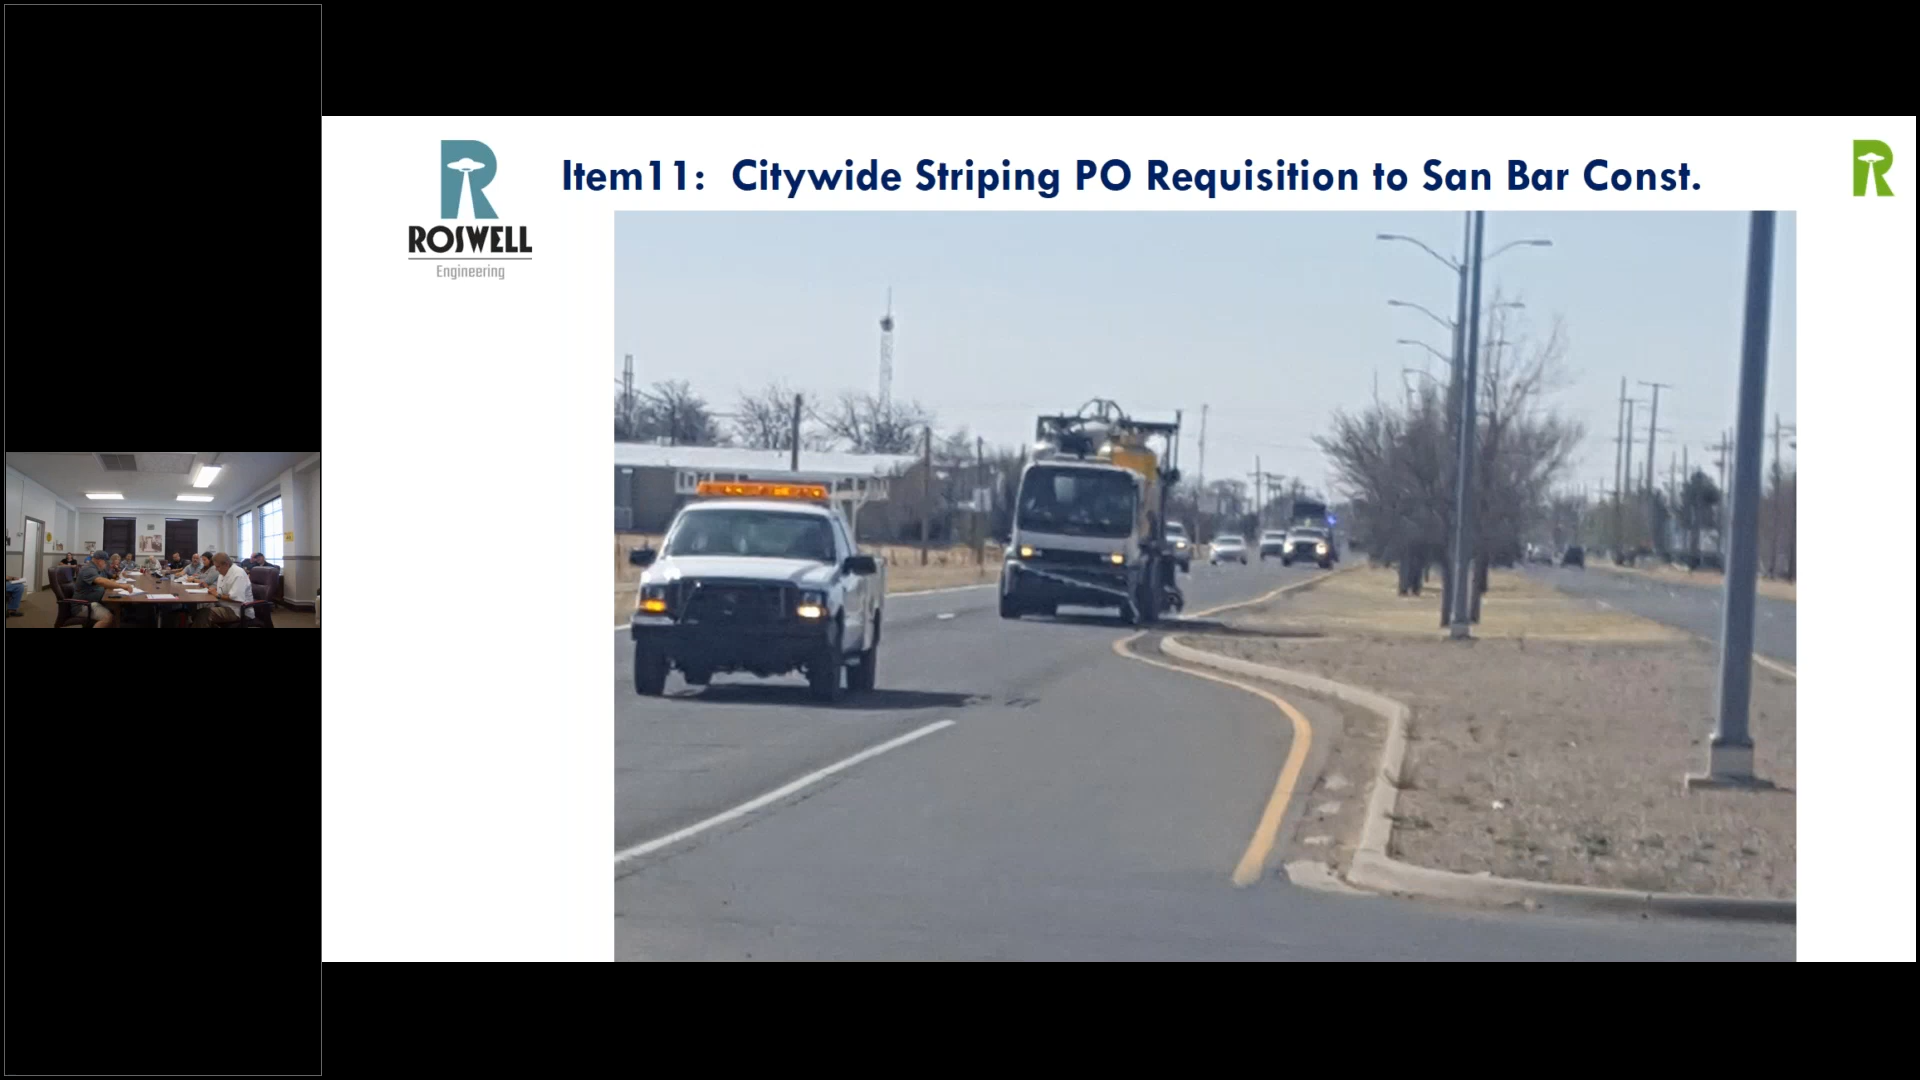 Item11: Citywide Striping PO Requisition to San Bar Const.
ROSWELL
Engineering